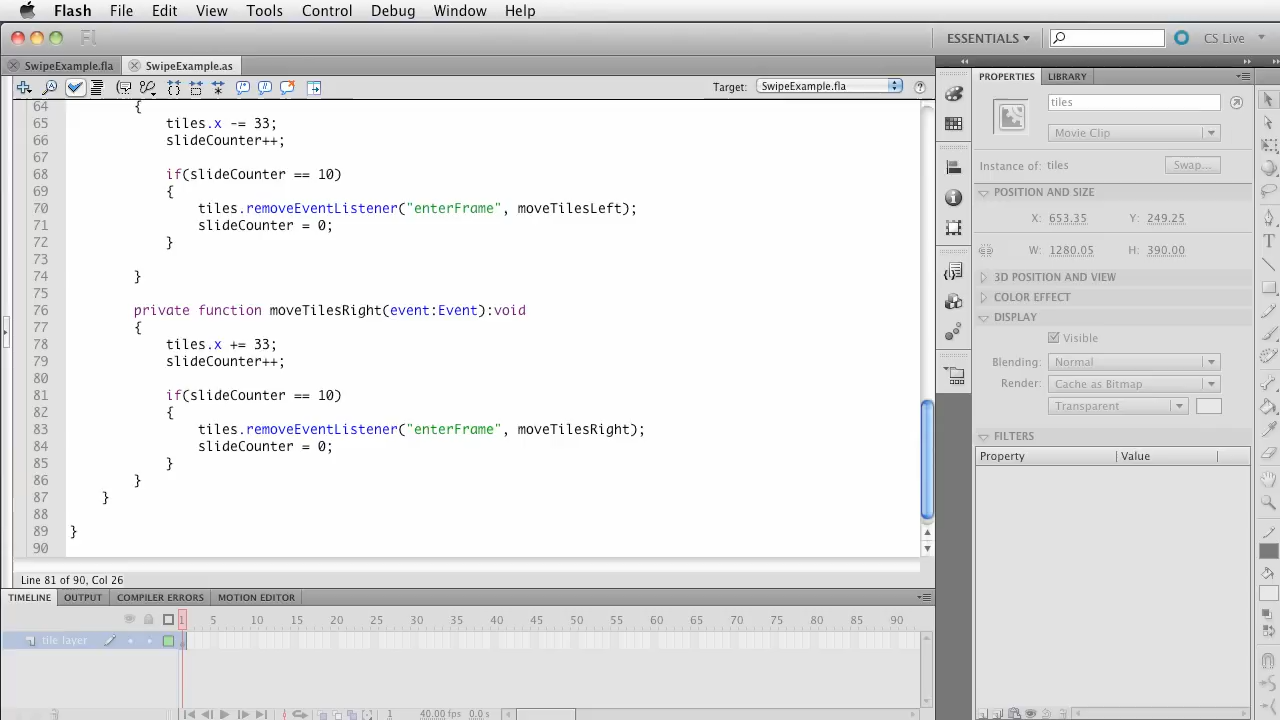 Flash File Edit View Tools Control Debug Window Help
Fl ESSENTIALS CS Live
SwipeExample.fla SwipeExample.as
Target: SwipeExample.fla
64 {
65 tiles.x -= 33;
66 slideCounter++;
67
68 if(slideCounter == 10)
69 {
70 tiles.removeEventListener("enterFrame", moveTilesLeft);
71 slideCounter = 0;
72 }
73
74 }
75
76 private function moveTilesRight(event:Event):void
77 {
78 tiles.x += 33;
79 slideCounter++;
80
81 if(slideCounter == 10)
82 {
83 tiles.removeEventListener("enterFrame", moveTilesRight);
84 slideCounter = 0;
85 }
86 }
87 }
88
89 }
90
Line 81 of 90, Col 26
TIMELINE OUTPUT COMPILER ERRORS MOTION EDITOR
1 5 10 15 20 25 30 35 40 45 50 55 60 65 70 75 80 85 90
tile layer
1 40.00 fps 0.0 s
PROPERTIES LIBRARY
tiles
Movie Clip
Instance of: tiles Swap...
POSITION AND SIZE
X: 653.35 Y: 249.25
W: 1280.05 H: 390.00
3D POSITION AND VIEW
COLOR EFFECT
DISPLAY
Visible
Blending: Normal
Render: Cache as Bitmap
Transparent
FILTERS
Property Value